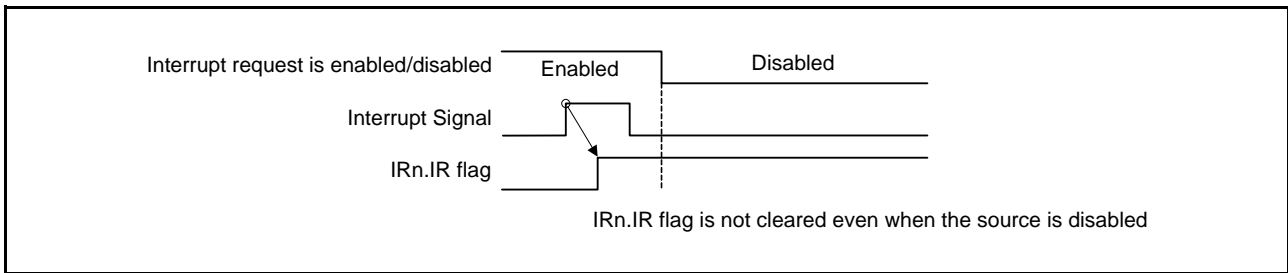 Interrupt request is enabled/disabled
Enabled
Disabled
Interrupt Signal
IRn.IR flag
IRn.IR flag is not cleared even when the source is disabled